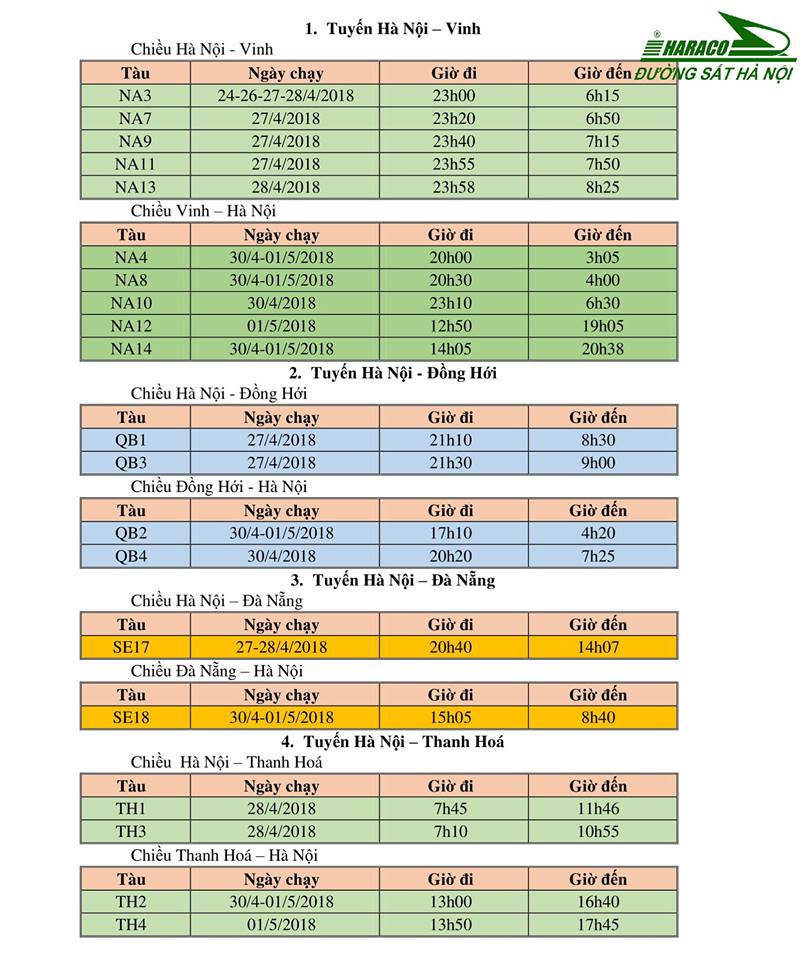 1. Tuyến Hà Nội – Vinh
®HARACO
ĐƯỜNG SẮT HÀ NỘI
Chiều Hà Nội - Vinh
Tàu Ngày chạy Giờ đi Giờ đến
NA3 24-26-27-28/4/2018 23h00 6h15
NA7 27/4/2018 23h20 6h50
NA9 27/4/2018 23h40 7h15
NA11 27/4/2018 23h55 7h50
NA13 28/4/2018 23h58 8h25
Chiều Vinh – Hà Nội
Tàu Ngày chạy Giờ đi Giờ đến
NA4 30/4-01/5/2018 20h00 3h05
NA8 30/4-01/5/2018 20h30 4h00
NA10 30/4/2018 23h10 6h30
NA12 01/5/2018 12h50 19h05
NA14 30/4-01/5/2018 14h05 20h38
2. Tuyến Hà Nội - Đồng Hới
Chiều Hà Nội - Đồng Hới
Tàu Ngày chạy Giờ đi Giờ đến
QB1 27/4/2018 21h10 8h30
QB3 27/4/2018 21h30 9h00
Chiều Đồng Hới - Hà Nội
Tàu Ngày chạy Giờ đi Giờ đến
QB2 30/4-01/5/2018 17h10 4h20
QB4 30/4/2018 20h20 7h25
3. Tuyến Hà Nội – Đà Nẵng
Chiều Hà Nội – Đà Nẵng
Tàu Ngày chạy Giờ đi Giờ đến
SE17 27-28/4/2018 20h40 14h07
Chiều Đà Nẵng – Hà Nội
Tàu Ngày chạy Giờ đi Giờ đến
SE18 30/4-01/5/2018 15h05 8h40
4. Tuyến Hà Nội – Thanh Hoá
Chiều Hà Nội – Thanh Hoá
Tàu Ngày chạy Giờ đi Giờ đến
TH1 28/4/2018 7h45 11h46
TH3 28/4/2018 7h10 10h55
Chiều Thanh Hoá – Hà Nội
Tàu Ngày chạy Giờ đi Giờ đến
TH2 30/4-01/5/2018 13h00 16h40
TH4 01/5/2018 13h50 17h45